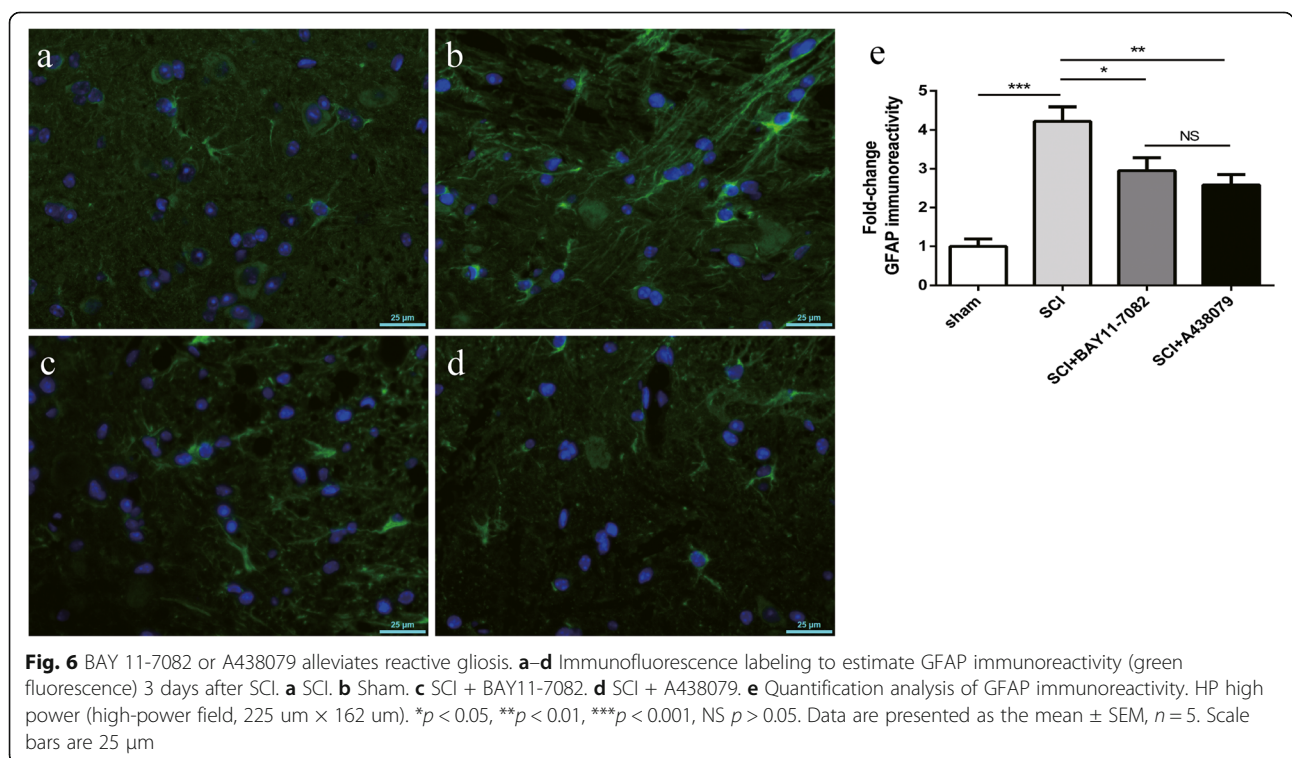 a
b
25 µm
25 µm
c
d
25 µm
25 µm
e
**
*
***
NS
Fold-change
GFAP immunoreactivity
5
4
3
2
1
0
sham
SCI
SCI+BAY11-7082
SCI+A438079
Fig. 6 BAY 11-7082 or A438079 alleviates reactive gliosis. a–d Immunofluorescence labeling to estimate GFAP immunoreactivity (green
fluorescence) 3 days after SCI. a SCI. b Sham. c SCI + BAY11-7082. d SCI + A438079. e Quantification analysis of GFAP immunoreactivity. HP high
power (high-power field, 225 um × 162 um). *p < 0.05, **p < 0.01, ***p < 0.001, NS p > 0.05. Data are presented as the mean ± SEM, n = 5. Scale
bars are 25 µm